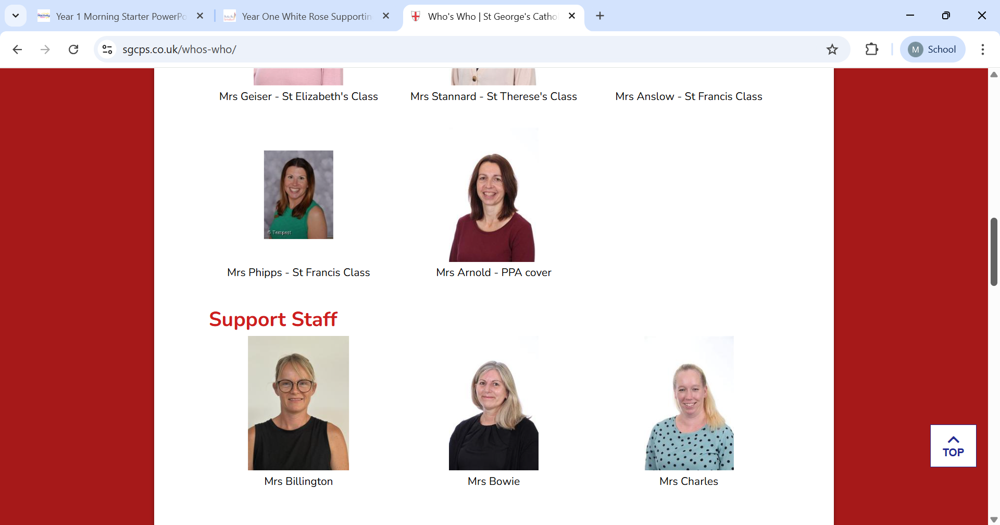 Year 1 Morning Starter PowerPo
Year One White Rose Supportin
Who's Who | St George's Catho
sgcps.co.uk/whos-who/
M School
Mrs Geiser - St Elizabeth's Class
Mrs Stannard - St Therese's Class
Mrs Anslow - St Francis Class
© Tempest
Mrs Phipps - St Francis Class
Mrs Arnold - PPA cover
Support Staff
TOP
Mrs Billington
Mrs Bowie
Mrs Charles